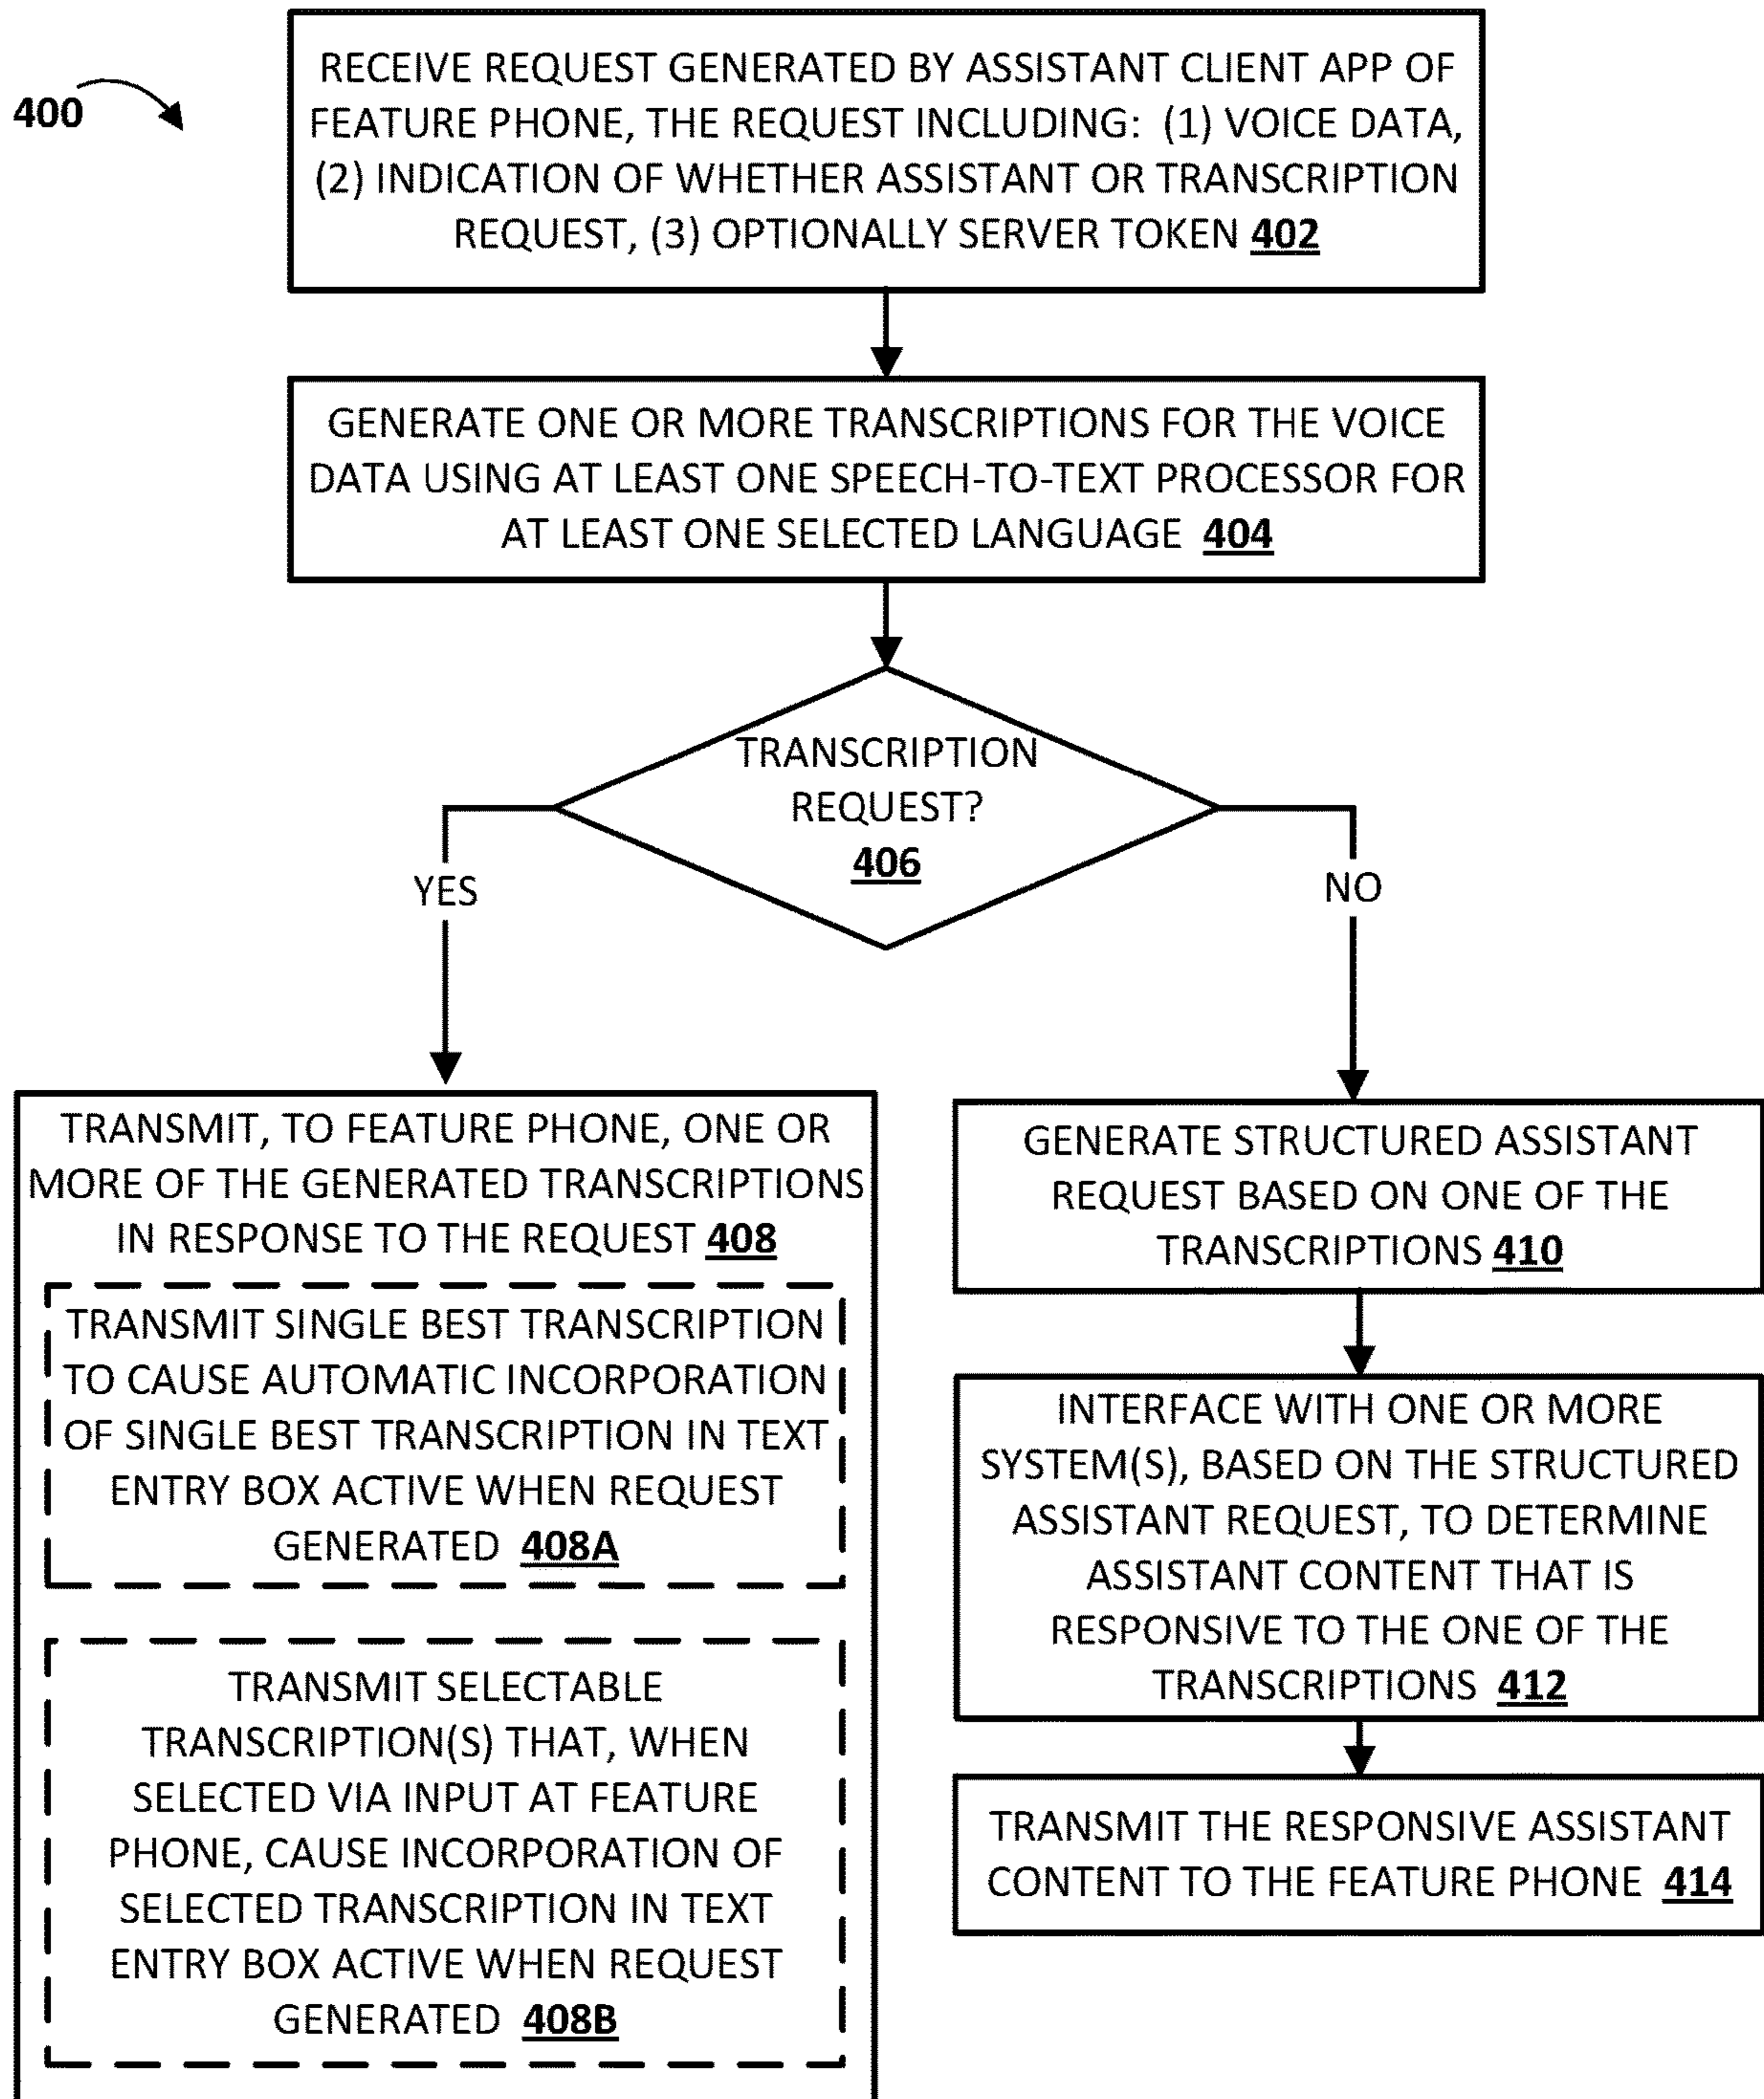 400
RECEIVE REQUEST GENERATED BY ASSISTANT CLIENT APP OF
FEATURE PHONE, THE REQUEST INCLUDING: (1) VOICE DATA,
(2) INDICATION OF WHETHER ASSISTANT OR TRANSCRIPTION
REQUEST, (3) OPTIONALLY SERVER TOKEN 402
GENERATE ONE OR MORE TRANSCRIPTIONS FOR THE VOICE
DATA USING AT LEAST ONE SPEECH-TO-TEXT PROCESSOR FOR
AT LEAST ONE SELECTED LANGUAGE 404
TRANSCRIPTION
REQUEST?
406
YES
NO
TRANSMIT, TO FEATURE PHONE, ONE OR
MORE OF THE GENERATED TRANSCRIPTIONS
IN RESPONSE TO THE REQUEST 408
TRANSMIT SINGLE BEST TRANSCRIPTION
TO CAUSE AUTOMATIC INCORPORATION
OF SINGLE BEST TRANSCRIPTION IN TEXT
ENTRY BOX ACTIVE WHEN REQUEST
GENERATED 408A
TRANSMIT SELECTABLE
TRANSCRIPTION(S) THAT, WHEN
SELECTED VIA INPUT AT FEATURE
PHONE, CAUSE INCORPORATION OF
SELECTED TRANSCRIPTION IN TEXT
ENTRY BOX ACTIVE WHEN REQUEST
GENERATED 408B
GENERATE STRUCTURED ASSISTANT
REQUEST BASED ON ONE OF THE
TRANSCRIPTIONS 410
INTERFACE WITH ONE OR MORE
SYSTEM(S), BASED ON THE STRUCTURED
ASSISTANT REQUEST, TO DETERMINE
ASSISTANT CONTENT THAT IS
RESPONSIVE TO THE ONE OF THE
TRANSCRIPTIONS 412
TRANSMIT THE RESPONSIVE ASSISTANT
CONTENT TO THE FEATURE PHONE 414